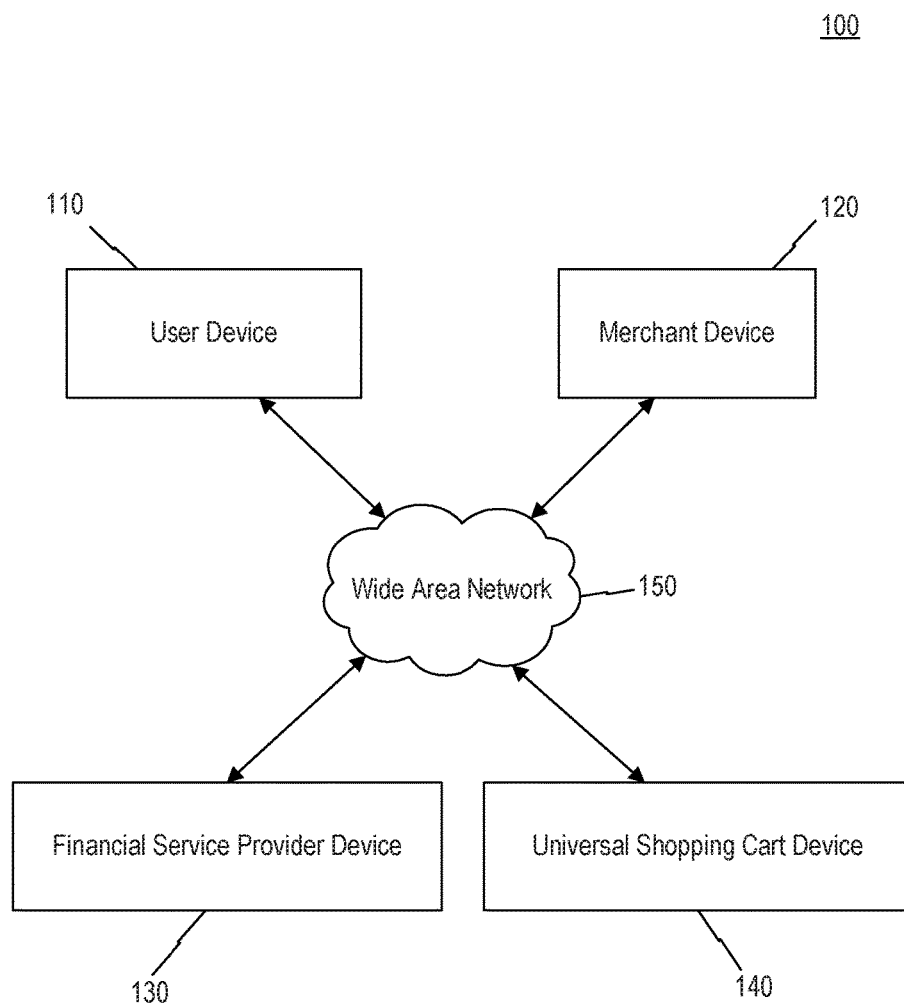 100
110
120
User Device
Merchant Device
Wide Area Network
150
Financial Service Provider Device
Universal Shopping Cart Device
130
140